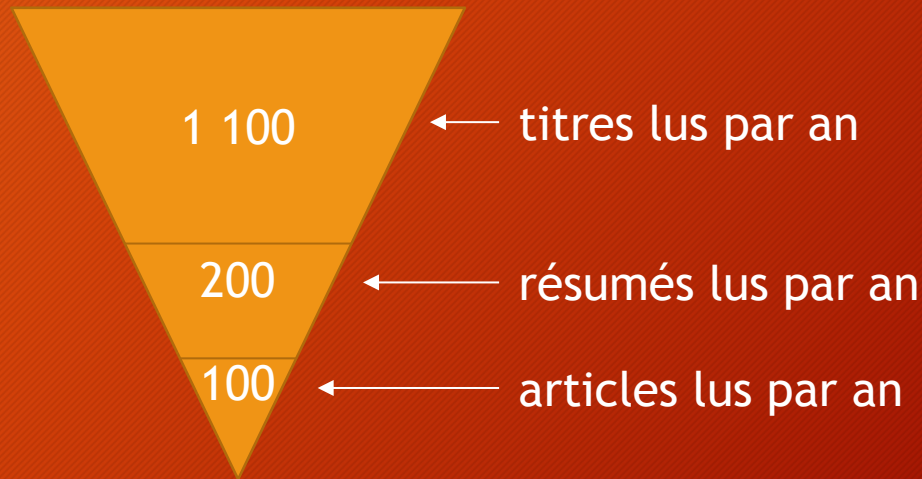 1 100
titres lus par an
200
résumés lus par an
100
articles lus par an